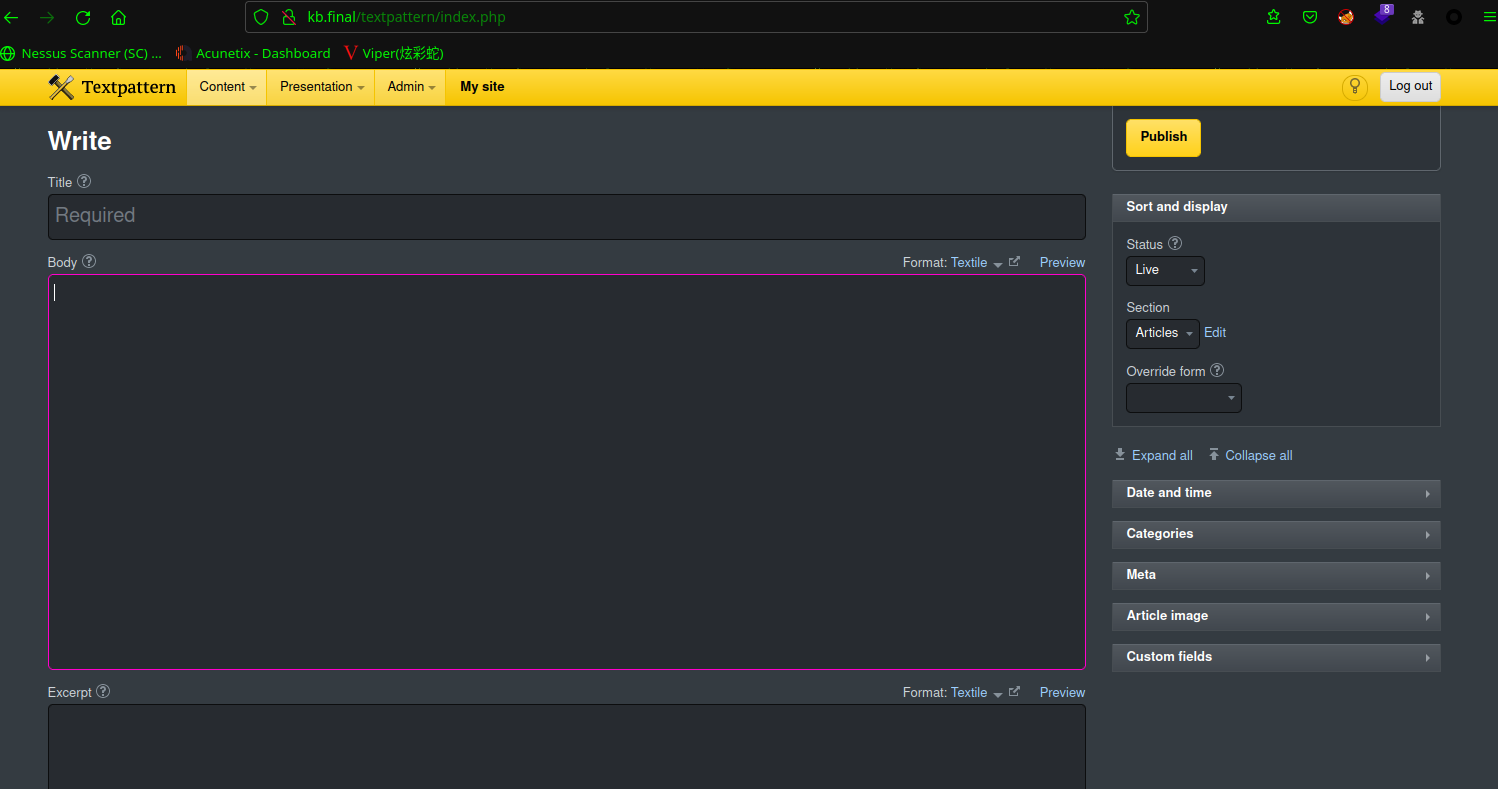 kb.final/textpattern/index.php
8
Nessus Scanner (SC) ... Acunetix - Dashboard Viper(炫彩蛇)
Textpattern Content Presentation Admin My site Log out
Write
Publish
Title
Required
Sort and display
Body Format: Textile Preview
Status
Live
Section
Articles Edit
Override form
Expand all Collapse all
Date and time
Categories
Meta
Article image
Custom fields
Excerpt Format: Textile Preview